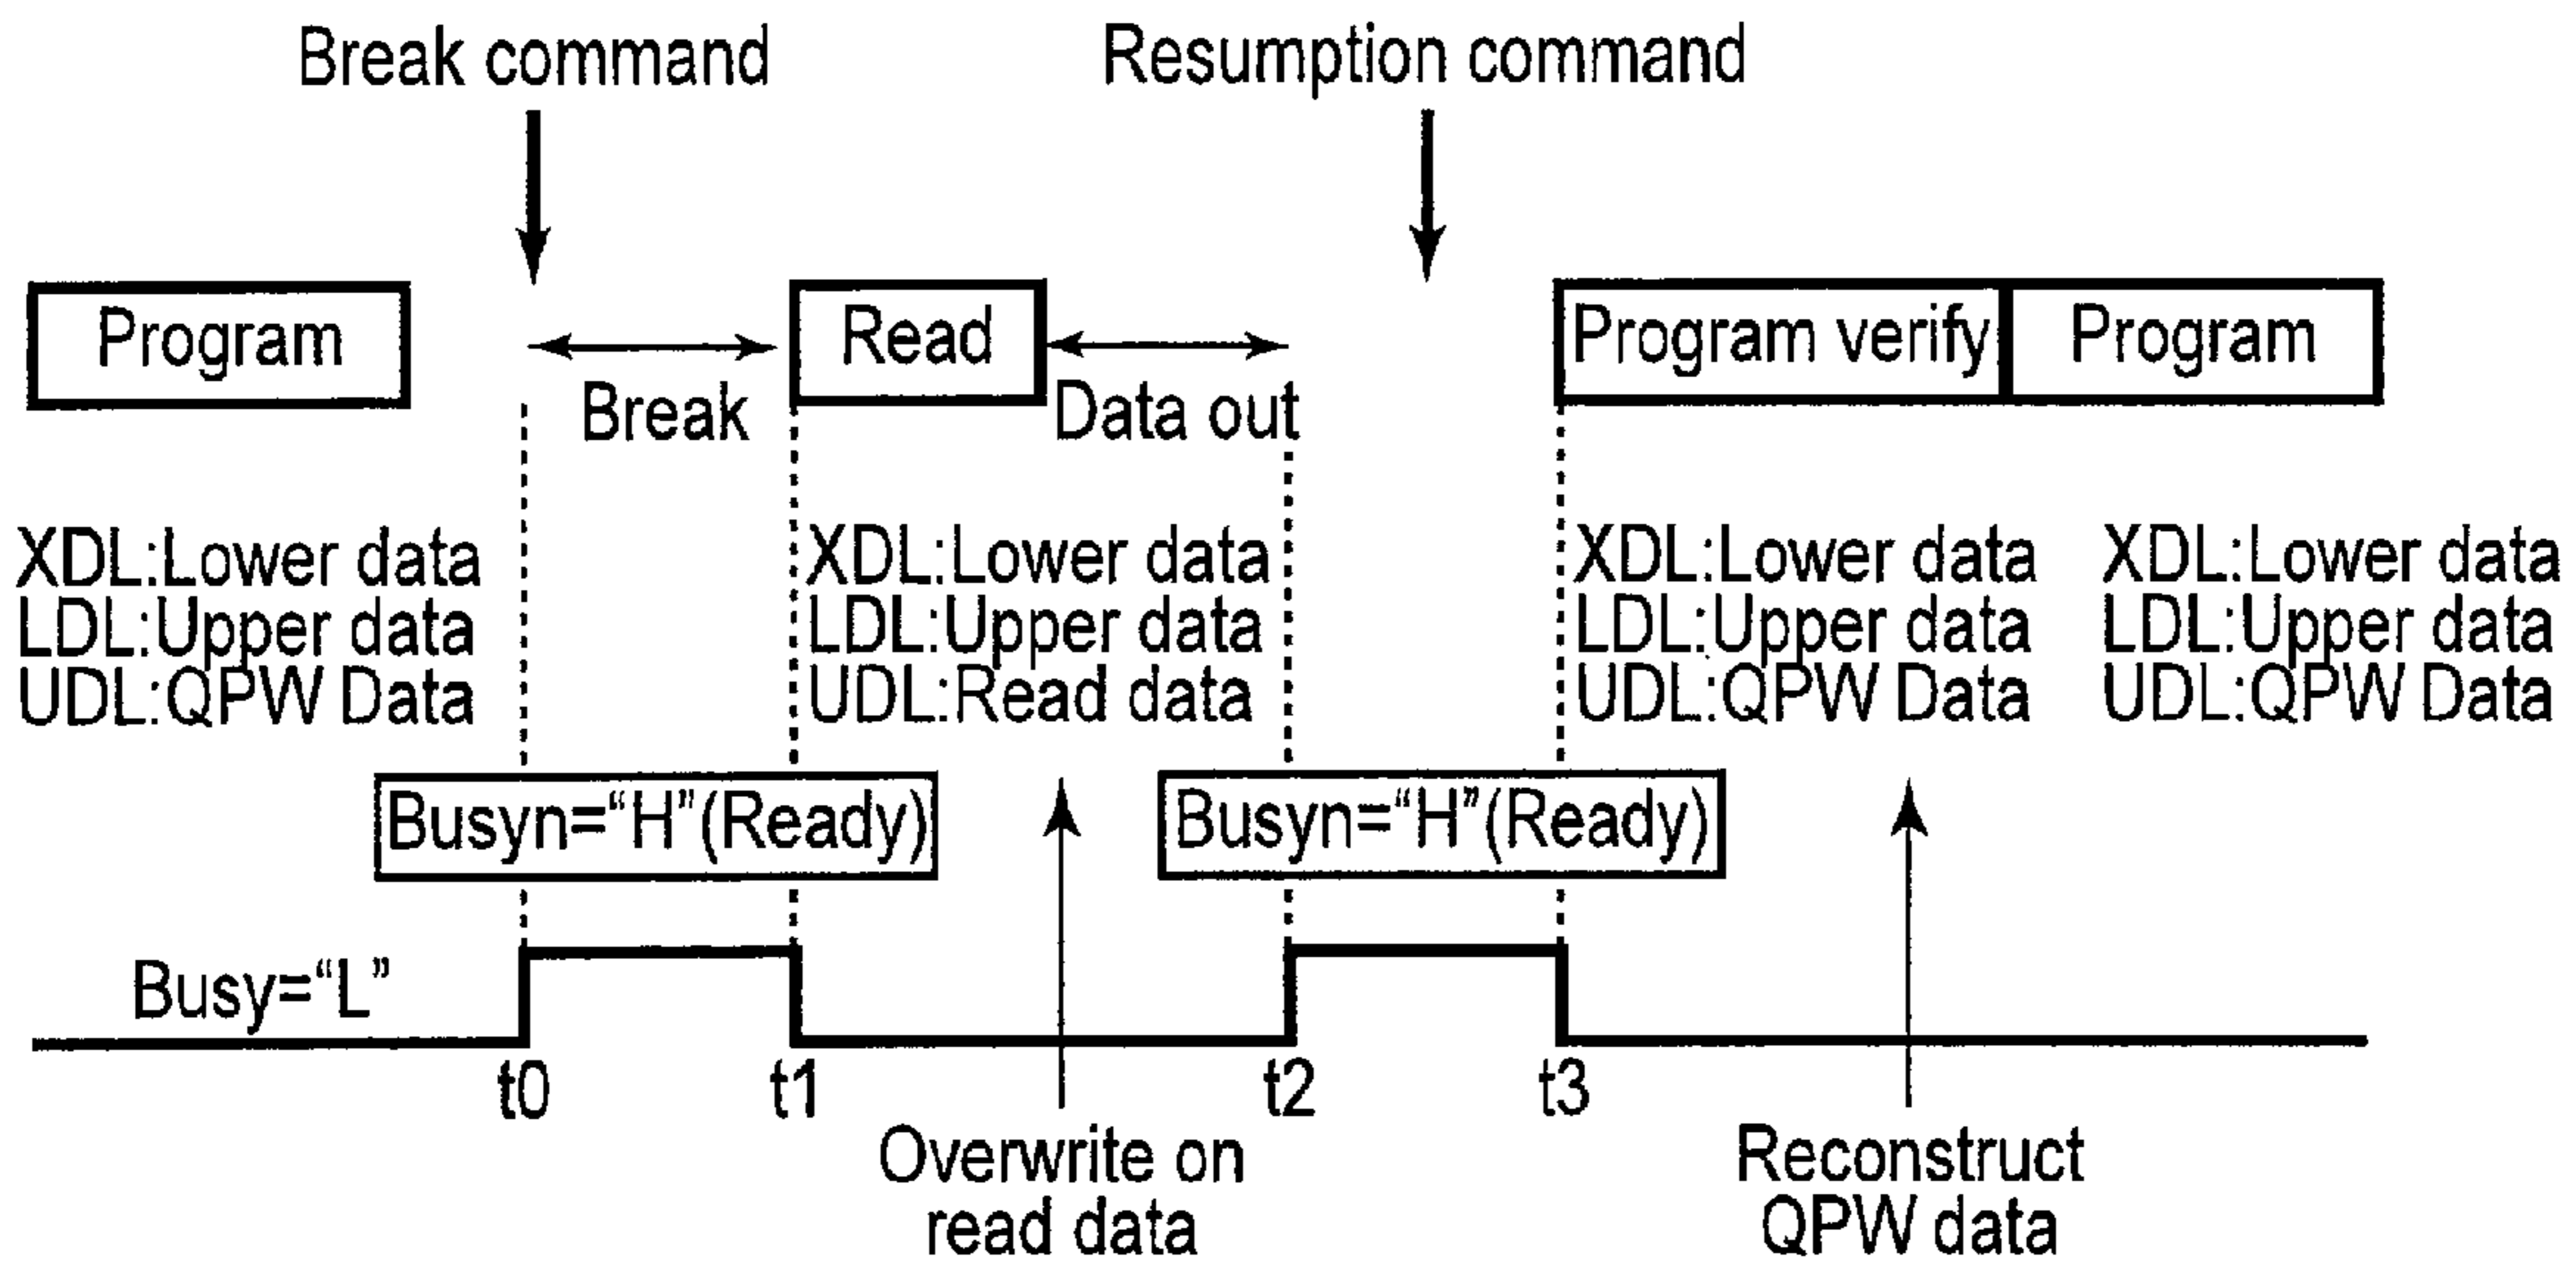 Break command
Resumption command
Program
Read
Program verify
Program
Break
Data out
XDL:Lower data
LDL:Upper data
UDL:QPW Data
XDL:Lower data
LDL:Upper data
UDL:Read data
XDL:Lower data
LDL:Upper data
UDL:QPW Data
XDL:Lower data
LDL:Upper data
UDL:QPW Data
Busyn=“H”(Ready)
Busyn=“H”(Ready)
Busy=“L”
t0
t1
t2
t3
Overwrite on
read data
Reconstruct
QPW data